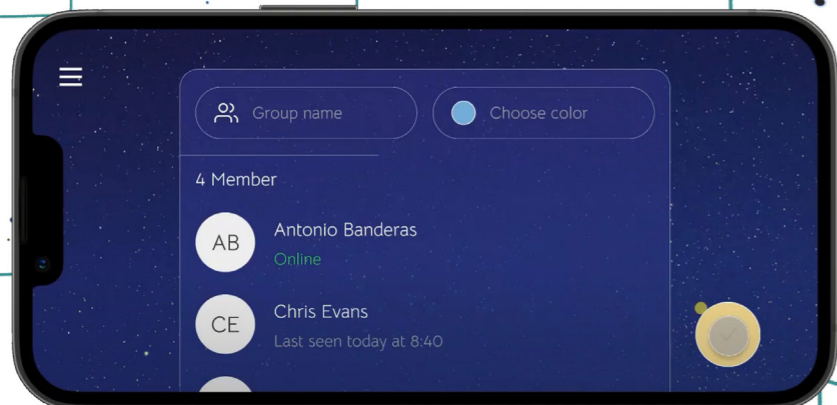 Group name
Choose color
4 Member
AB
Antonio Banderas
Online
CE
Chris Evans
Last seen today at 8:40